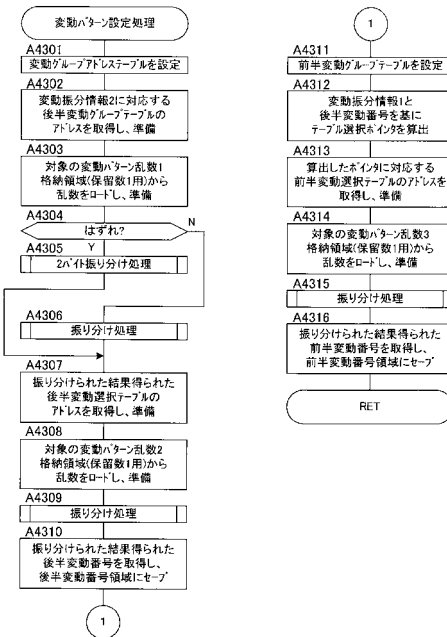 変動パターン設定処理
A4301
変動グループアドレステーブルを設定
A4302
変動振分情報2に対応する
後半変動グループテーブルの
アドレスを取得し、準備
A4303
対象の変動パターン乱数1
格納領域(保留数1用)から
乱数をロードし、準備
A4304
はずれ?
N
Y
A4305
2バイト振り分け処理
A4306
振り分け処理
A4307
振り分けられた結果得られた
後半変動選択テーブルの
アドレスを取得し、準備
A4308
対象の変動パターン乱数2
格納領域(保留数1用)から
乱数をロードし、準備
A4309
振り分け処理
A4310
振り分けられた結果得られた
後半変動番号を取得し、
後半変動番号領域にセーブ
1
1
A4311
前半変動グループテーブルを設定
A4312
変動振分情報1と
後半変動番号を基に
テーブル選択ポインタを算出
A4313
算出したポインタに対応する
前半変動選択テーブルのアドレスを
取得し、準備
A4314
対象の変動パターン乱数3
格納領域(保留数1用)から
乱数をロードし、準備
A4315
振り分け処理
A4316
振り分けられた結果得られた
前半変動番号を取得し、
前半変動番号領域にセーブ
RET